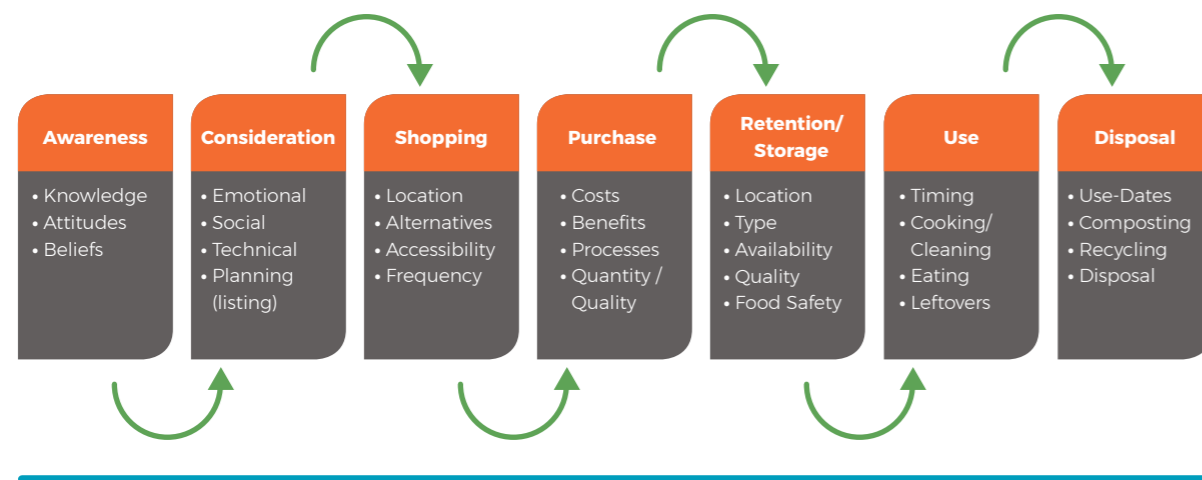 Awareness
• Knowledge
• Attitudes
• Beliefs
Consideration
• Emotional
• Social
• Technical
• Planning
(listing)
Shopping
• Location
• Alternatives
• Accessibility
• Frequency
Purchase
• Costs
• Benefits
• Processes
• Quantity /
Quality
Retention/
Storage
• Location
• Type
• Availability
• Quality
• Food Safety
Use
• Timing
• Cooking/
Cleaning
• Eating
• Leftovers
Disposal
• Use-Dates
• Composting
• Recycling
• Disposal